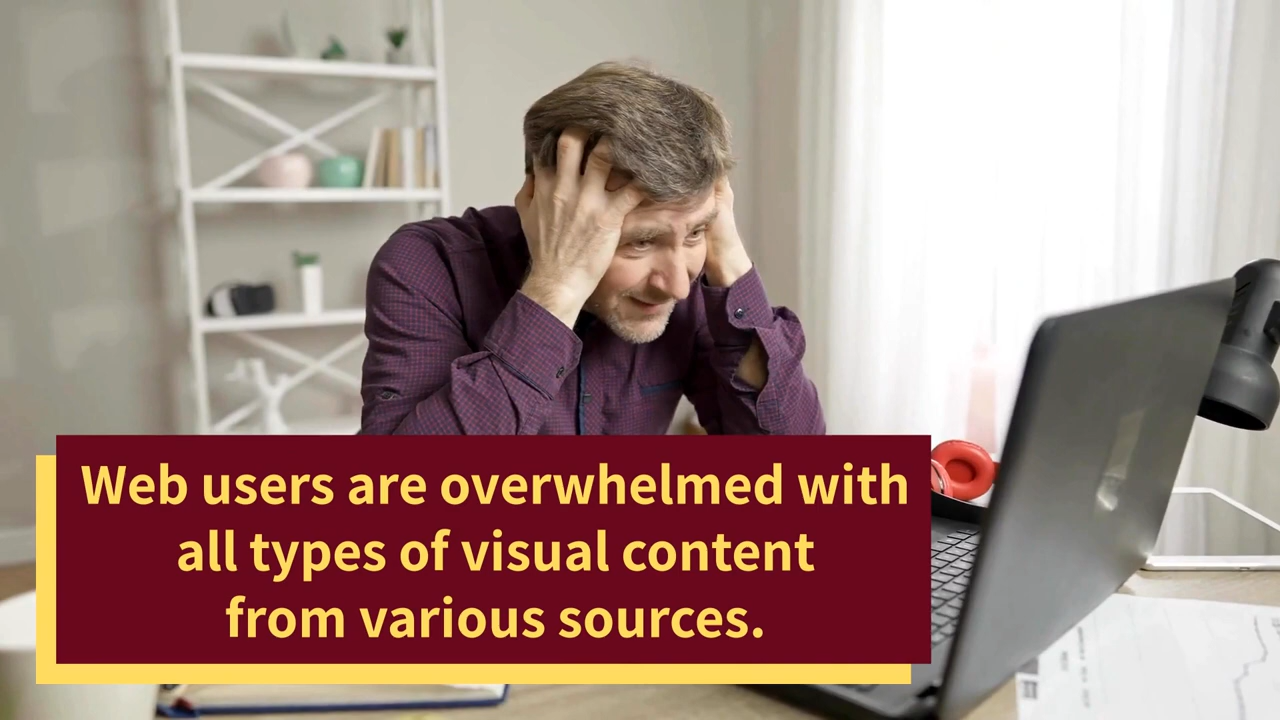 Web users are overwhelmed with
all types of visual content
from various sources.